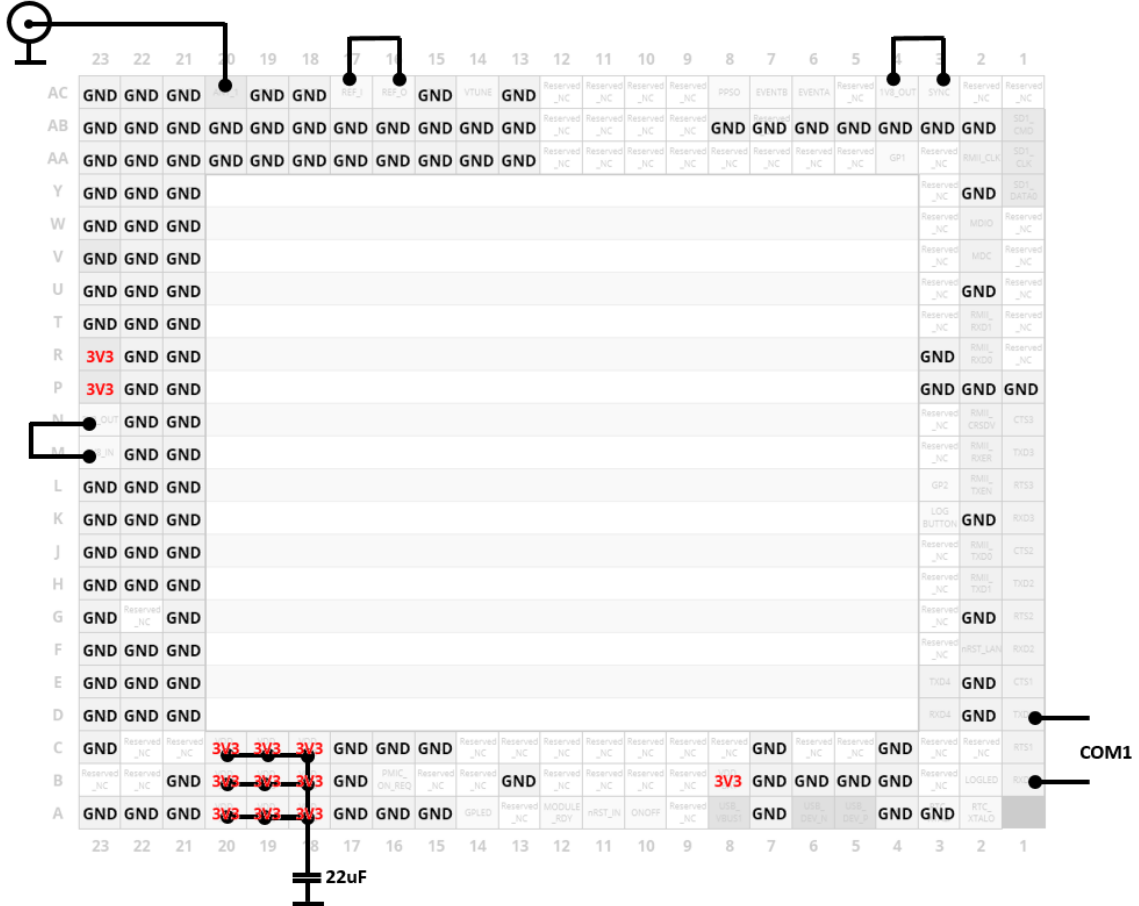 23 22 21 20 19 18 17 16 15 14 13 12 11 10 9 8 7 6 5 4 3 2 1
AC GND GND GND GND GND REF_I REF_O GND VTUNE GND Reserved_NC Reserved_NC Reserved_NC Reserved_NC PPSO EVENTB EVENTA Reserved_NC 1V8_OUT SYNC Reserved_NC Reserved_NC
AB GND GND GND GND GND GND GND GND GND GND GND Reserved_NC Reserved_NC Reserved_NC Reserved_NC GND GND GND GND GND GND GND SD1_CMD
AA GND GND GND GND GND GND GND GND GND GND GND Reserved_NC Reserved_NC Reserved_NC Reserved_NC Reserved_NC Reserved_NC Reserved_NC Reserved_NC GP1 Reserved_NC RMII_CLK SD1_CLK
Y GND GND GND Reserved_NC GND SD1_DATA0
W GND GND GND Reserved_NC MDIO Reserved_NC
V GND GND GND Reserved_NC MDC Reserved_NC
U GND GND GND Reserved_NC GND Reserved_NC
T GND GND GND Reserved_NC RMII_RXD1 Reserved_NC
R 3V3 GND GND GND RMII_RXD0 Reserved_NC
P 3V3 GND GND GND GND GND
N GND GND Reserved_NC RMII_CRSDV CTS3
M GND GND Reserved_NC RMII_RXER TXD3
L GND GND GND GP2 RMII_TXEN RTS3
K GND GND GND LOG BUTTON GND RXD3
J GND GND GND Reserved_NC RMII_TXD0 CTS2
H GND GND GND Reserved_NC RMII_TXD1 TXD2
G GND Reserved_NC GND Reserved_NC GND RTS2
F GND GND GND Reserved_NC nRST_LAN RXD2
E GND GND GND TXD4 GND CTS1
D GND GND GND RXD4 GND
C GND Reserved_NC Reserved_NC 3V3 3V3 3V3 GND GND GND Reserved_NC Reserved_NC Reserved_NC Reserved_NC Reserved_NC Reserved_NC Reserved_NC GND Reserved_NC Reserved_NC GND Reserved_NC Reserved_NC RTS1
COM1
B Reserved_NC Reserved_NC GND 3V3 3V3 3V3 GND PMIC_ON_REQ Reserved_NC Reserved_NC GND Reserved_NC Reserved_NC Reserved_NC Reserved_NC 3V3 GND GND GND GND Reserved_NC LOGLED
A GND GND GND 3V3 3V3 3V3 GND GND GND GPLED Reserved_NC MODULE_RDY nRST_IN ONOFF Reserved_NC USB_VBUS1 GND USB_DEV_N USB_DEV_P GND GND RTC_XTALO
23 22 21 20 19 18 17 16 15 14 13 12 11 10 9 8 7 6 5 4 3 2 1
22uF